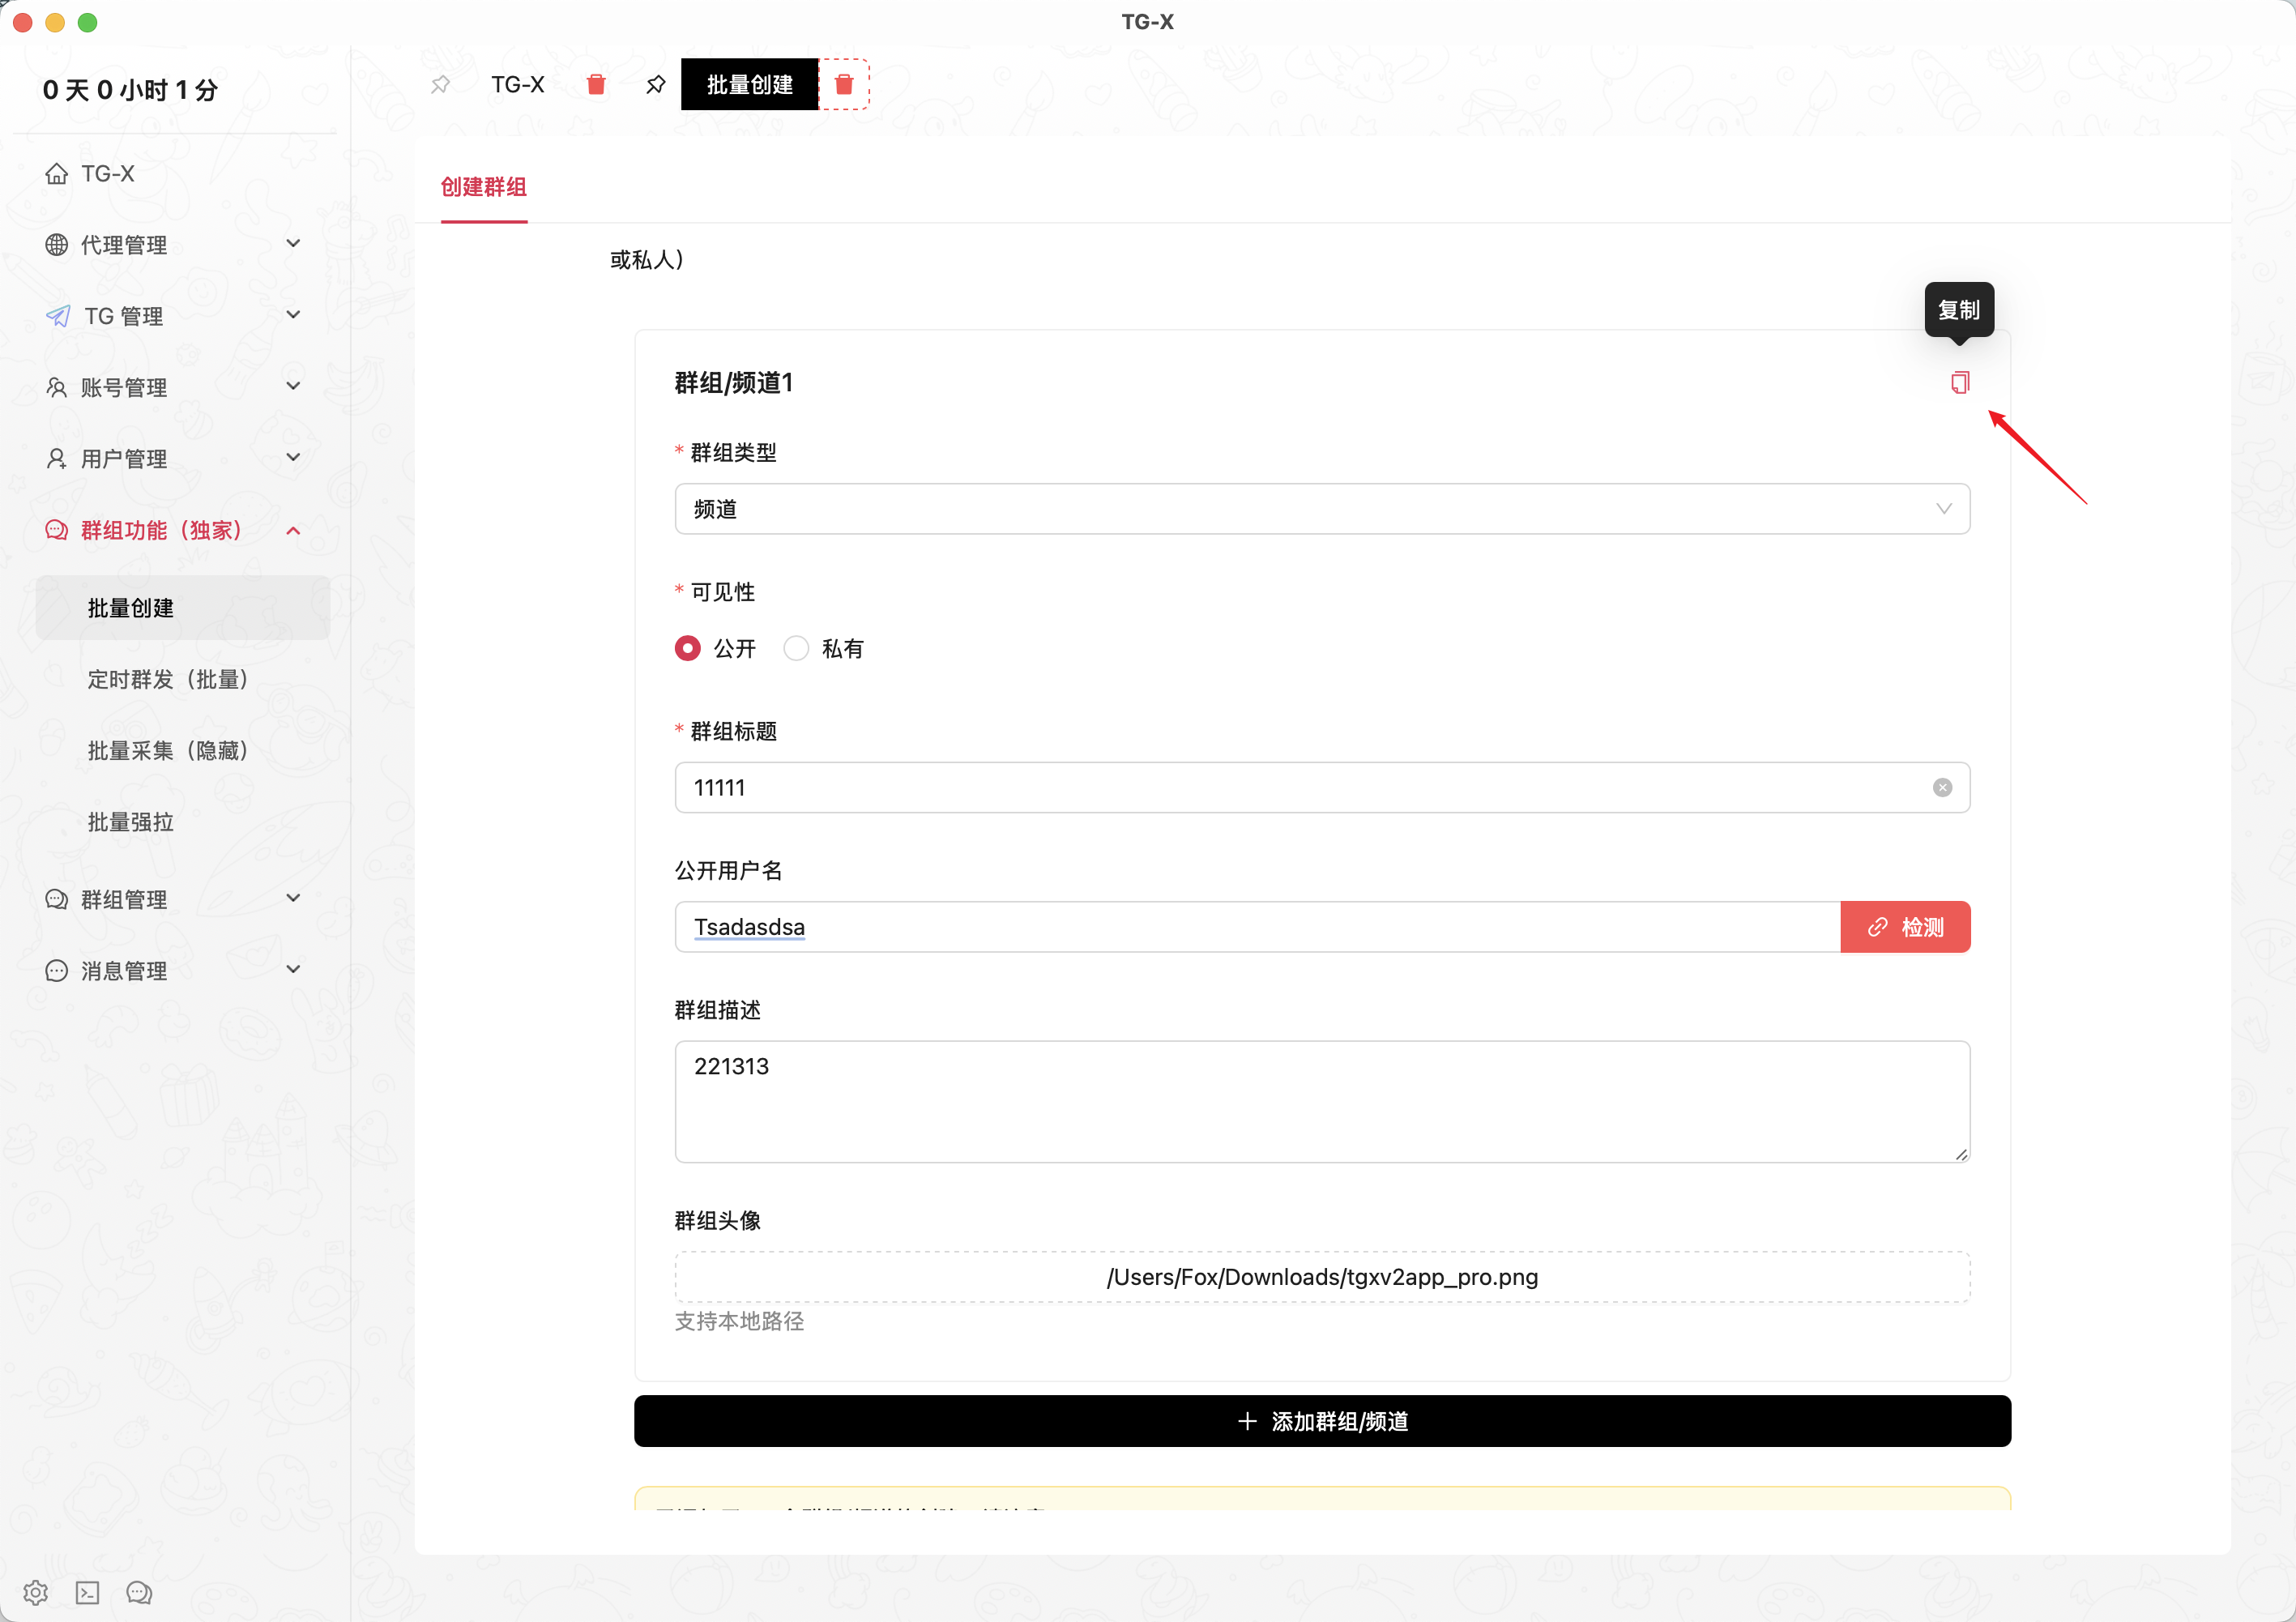 TG-X
0 天 0 小时 1 分
TG-X
批量创建
TG-X
代理管理
TG 管理
账号管理
用户管理
群组功能（独家）
批量创建
定时群发（批量）
批量采集（隐藏）
批量强拉
群组管理
消息管理
创建群组
或私人）
复制
群组/频道1
* 群组类型
频道
* 可见性
公开 私有
* 群组标题
11111
公开用户名
Tsadasdsa
检测
群组描述
221313
群组头像
/Users/Fox/Downloads/tgxv2app_pro.png
支持本地路径
添加群组/频道